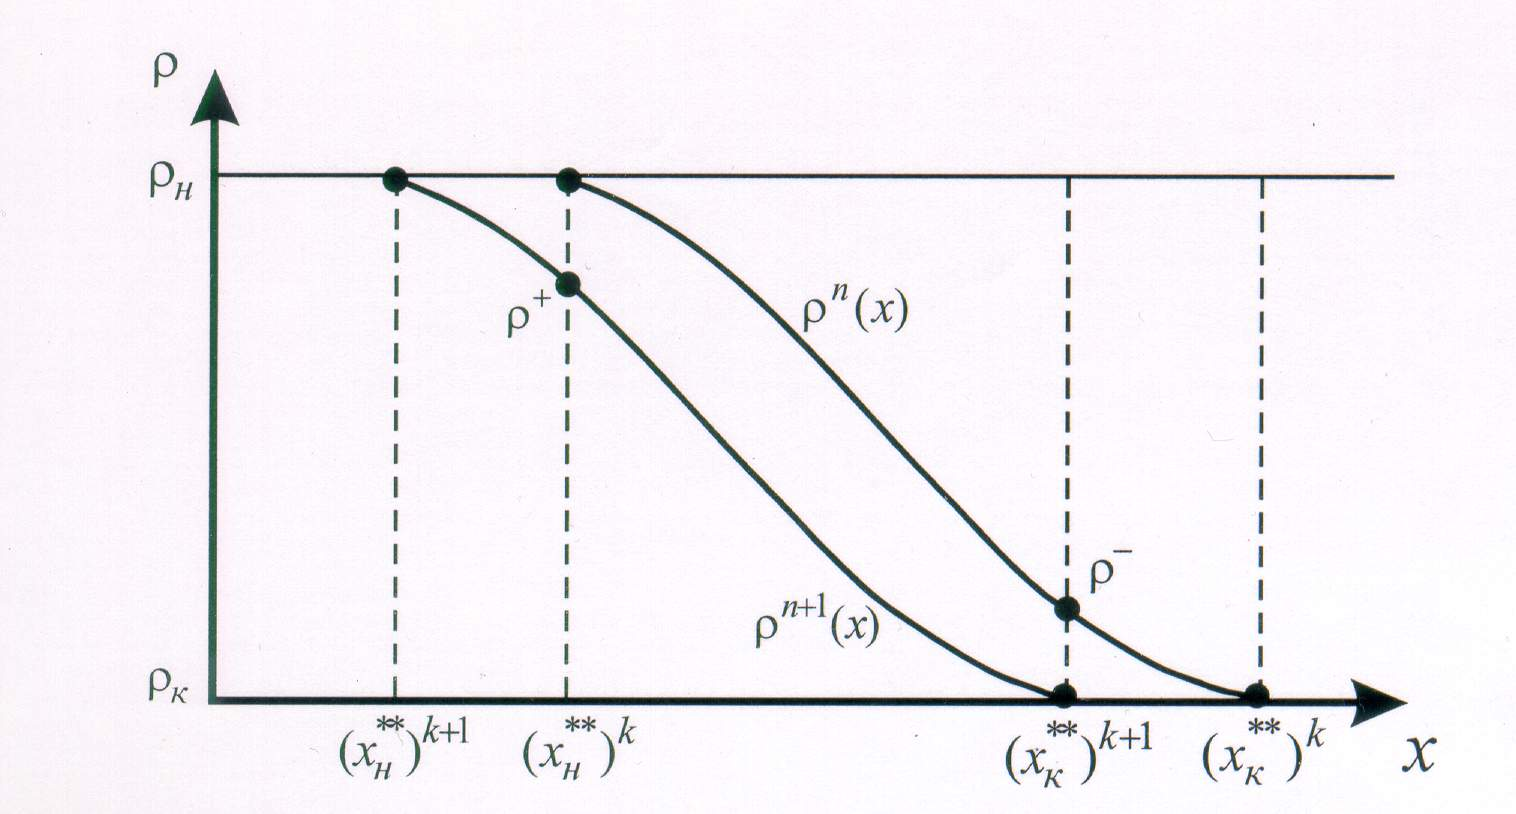 ρ
ρн
ρ⁺
ρⁿ(x)
ρ⁻
ρⁿ⁺¹(x)
ρк
(xн**)ᵏ⁺¹ (xн**)ᵏ (xк**)ᵏ⁺¹ (xк**)ᵏ x